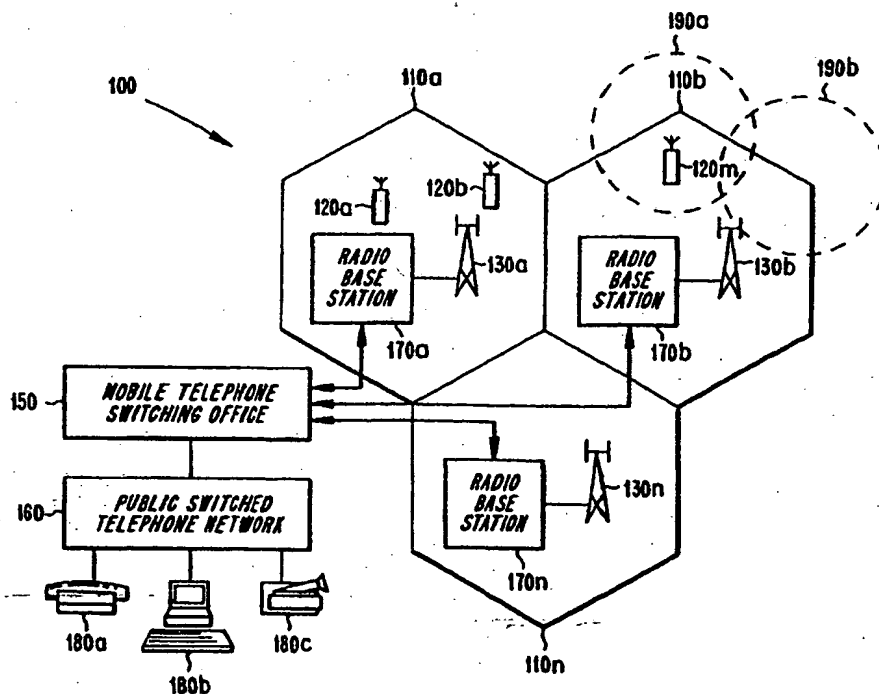 190a
100
110a
110b
190b
120a
120b
120m
RADIO
BASE
STATION
130a
RADIO
BASE
STATION
130b
170a
170b
150
MOBILE TELEPHONE
SWITCHING OFFICE
160
PUBLIC SWITCHED
TELEPHONE NETWORK
RADIO
BASE
STATION
130n
170n
180a
180b
180c
110n